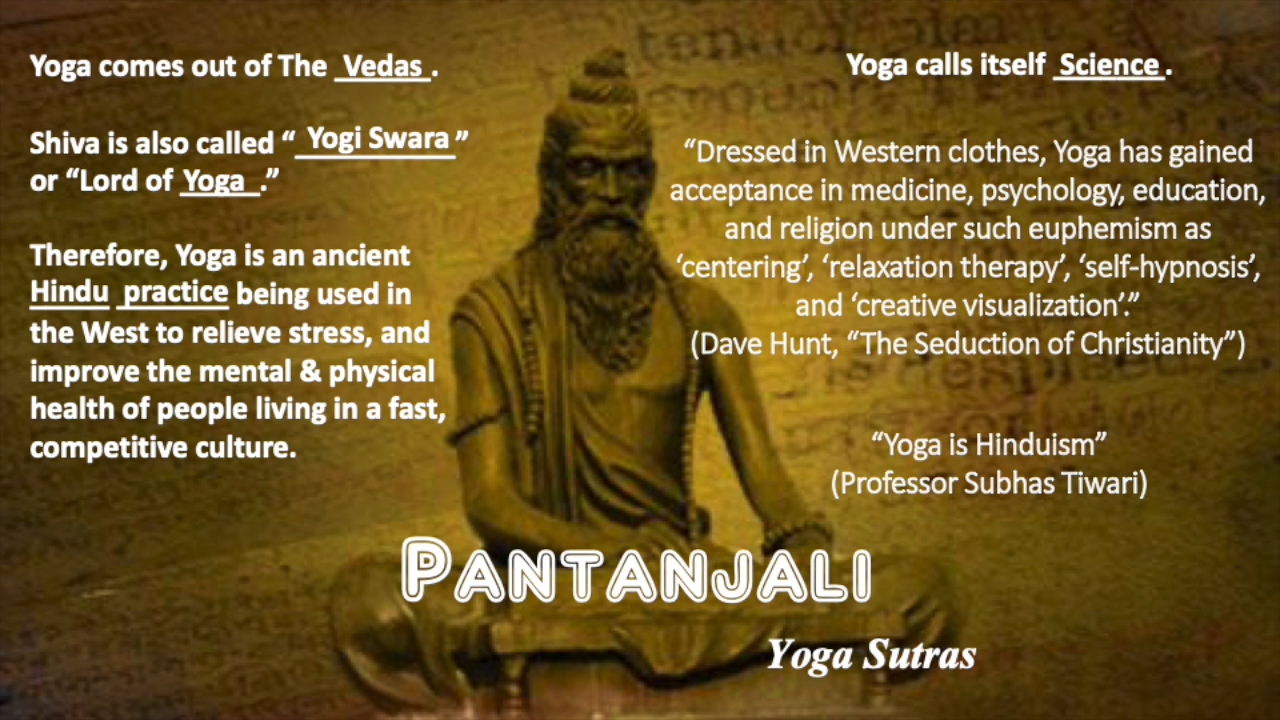 Yoga comes out of The Vedas.
Shiva is also called “Yogi Swara”
or “Lord of Yoga.”
Therefore, Yoga is an ancient
Hindu practice being used in
the West to relieve stress, and
improve the mental & physical
health of people living in a fast,
competitive culture.
Yoga calls itself Science.
“Dressed in Western clothes, Yoga has gained
acceptance in medicine, psychology, education,
and religion under such euphemism as
‘centering’, ‘relaxation therapy’, ‘self-hypnosis’,
and ‘creative visualization’.”
(Dave Hunt, “The Seduction of Christianity”)
“Yoga is Hinduism”
(Professor Subhas Tiwari)
PANTANJALI
Yoga Sutras